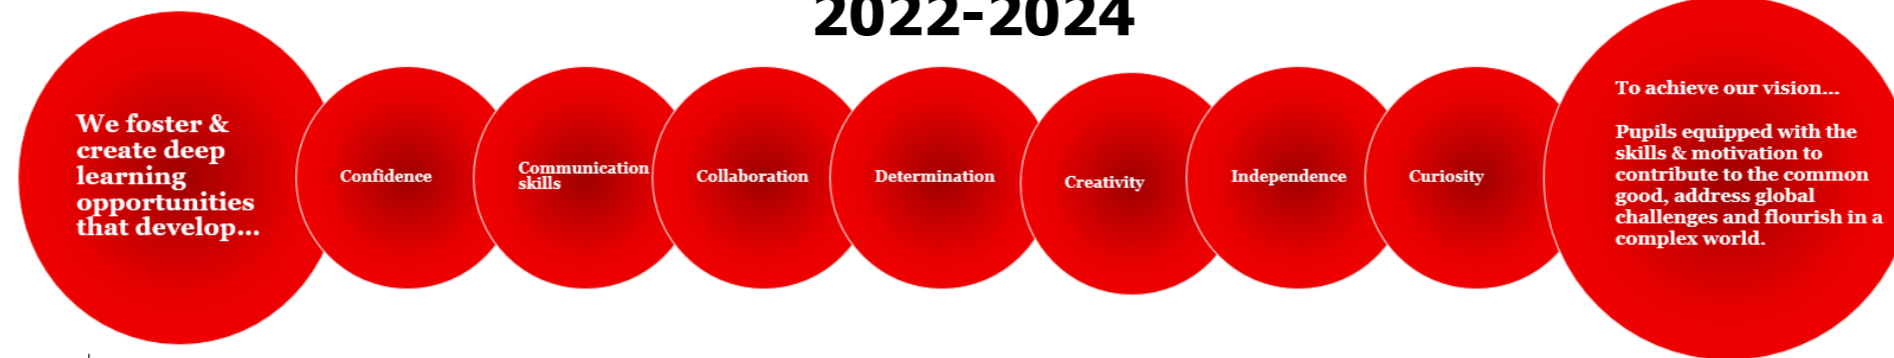 2022-2024
We foster &
create deep
learning
opportunities
that develop...
Confidence
Communication
skills
Collaboration
Determination
Creativity
Independence
Curiosity
To achieve our vision...
Pupils equipped with the
skills & motivation to
contribute to the common
good, address global
challenges and flourish in a
complex world.